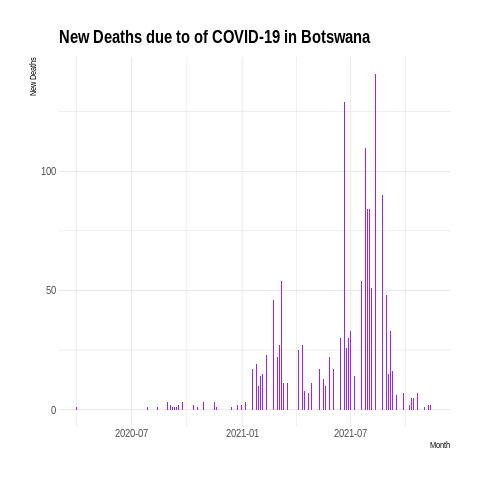 New Deaths due to of COVID-19 in Botswana
New Deaths
100
50
0
2020-07
2021-01
2021-07
Month